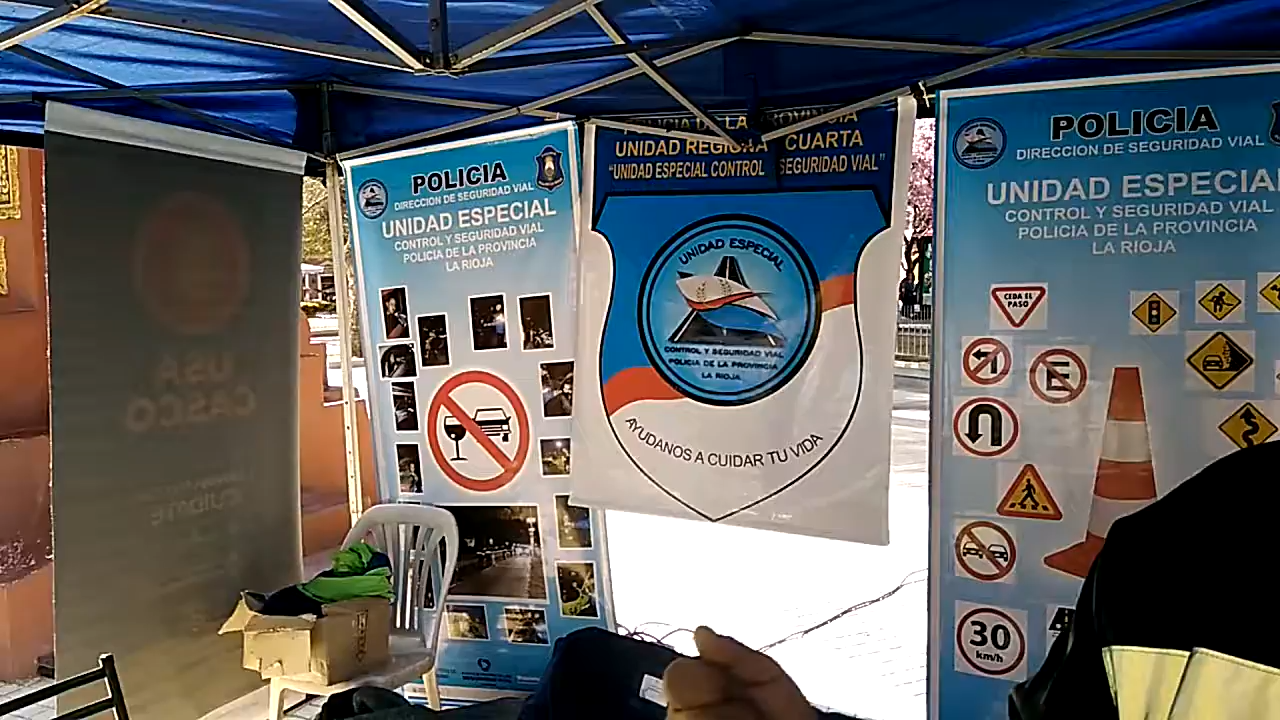 USA
CASCO
CUIDATE
POLICIA
DIRECCION DE SEGURIDAD VIAL
UNIDAD ESPECIAL
CONTROL Y SEGURIDAD VIAL
POLICIA DE LA PROVINCIA
LA RIOJA
POLICIA DE LA PROVINCIA
UNIDAD REGIONA CUARTA
"UNIDAD ESPECIAL CONTROL SEGURIDAD VIAL"
UNIDAD ESPECIAL
CONTROL Y SEGURIDAD VIAL
POLICIA DE LA PROVINCIA
LA RIOJA
AYUDANOS A CUIDAR TU VIDA
POLICIA
DIRECCION DE SEGURIDAD VIAL
UNIDAD ESPECIAL
CONTROL Y SEGURIDAD VIAL
POLICIA DE LA PROVINCIA
LA RIOJA
CEDA EL
PASO
E
30
km/h